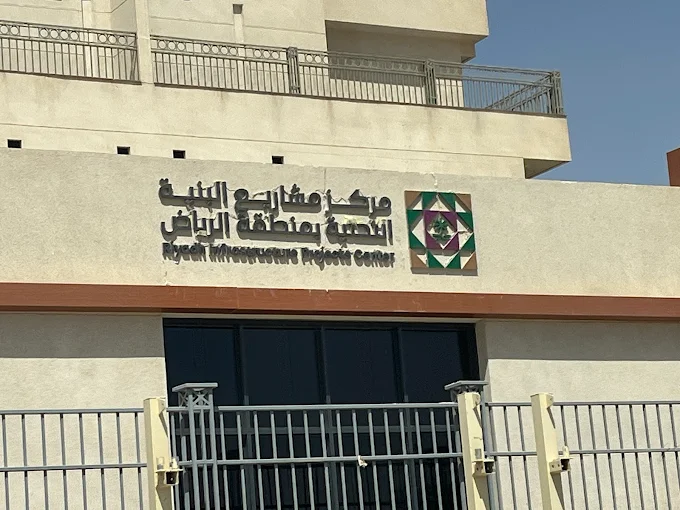 مركز مشاريع البنية
التحتية بمنطقة الرياض
Riyadh Infrastructure Projects Center